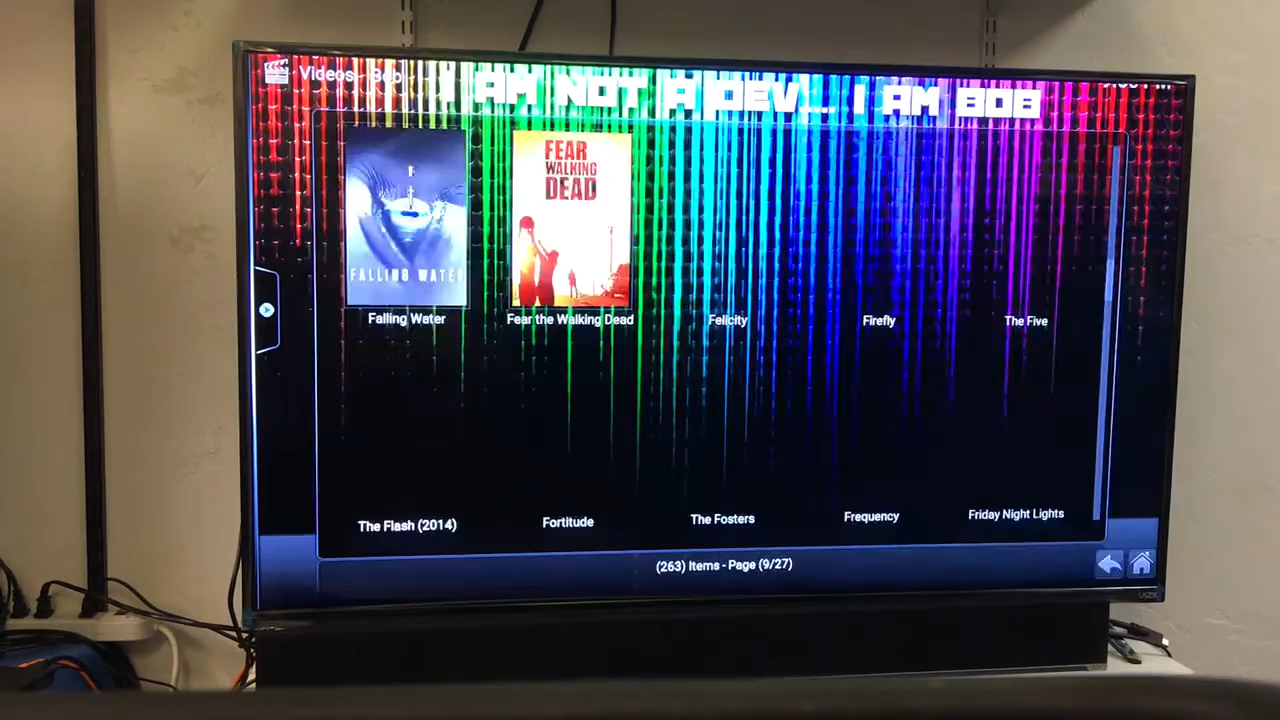 Videos - Bob
I AM NOT A DEV... I AM BOB
FALLING WATER
FEAR
WALKING
DEAD
Falling Water
Fear the Walking Dead
Felicity
Firefly
The Five
The Flash (2014)
Fortitude
The Fosters
Frequency
Friday Night Lights
(263) Items - Page (9/27)